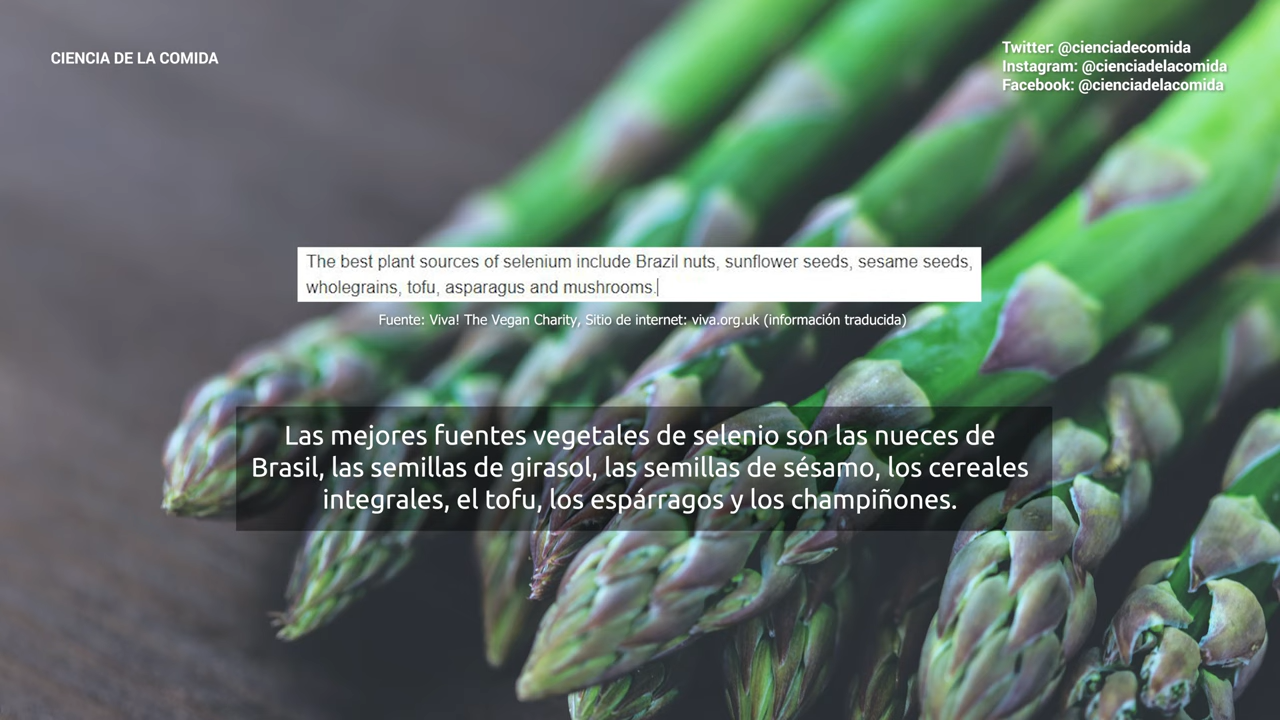 CIENCIA DE LA COMIDA
Twitter: @cienciadecomida
Instagram: @cienciadelacomida
Facebook: @cienciadelacomida
The best plant sources of selenium include Brazil nuts, sunflower seeds, sesame seeds,
wholegrains, tofu, asparagus and mushrooms.
Fuente: Viva! The Vegan Charity, Sitio de internet: viva.org.uk (información traducida)
Las mejores fuentes vegetales de selenio son las nueces de
Brasil, las semillas de girasol, las semillas de sésamo, los cereales
integrales, el tofu, los espárragos y los champiñones.